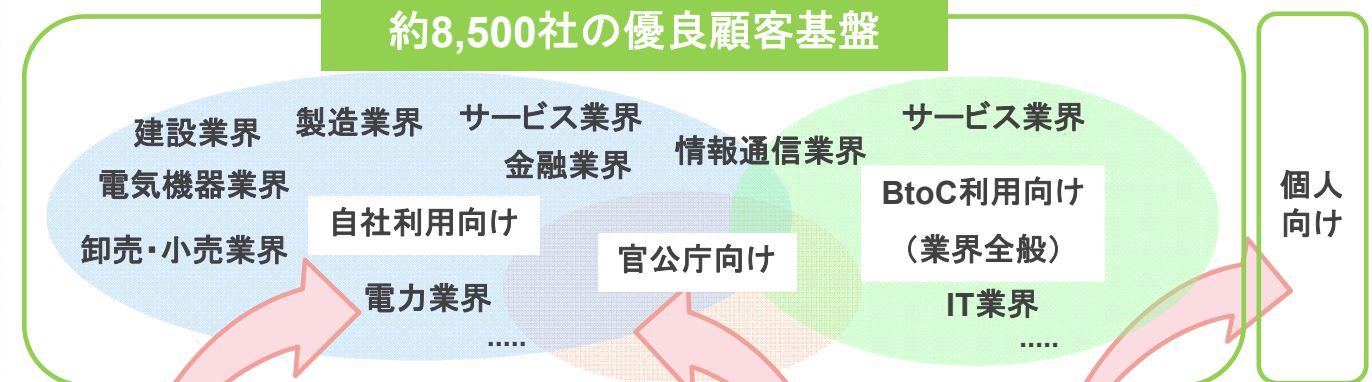 約8,500社の優良顧客基盤
建設業界
製造業界
サービス業界
金融業界
情報通信業界
電気機器業界
自社利用向け
卸売・小売業界
官公庁向け
電力業界
.....
サービス業界
BtoC利用向け
（業界全般）
IT業界
.....
個人
向け